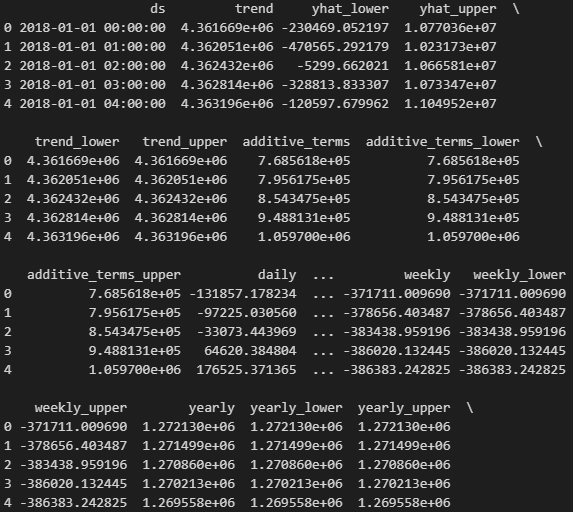 ds trend yhat_lower yhat_upper \
0 2018-01-01 00:00:00 4.361669e+06 -230469.052197 1.077036e+07
1 2018-01-01 01:00:00 4.362051e+06 -470565.292179 1.023173e+07
2 2018-01-01 02:00:00 4.362432e+06 -5299.662021 1.066581e+07
3 2018-01-01 03:00:00 4.362814e+06 -328813.833307 1.073347e+07
4 2018-01-01 04:00:00 4.363196e+06 -120597.679962 1.104952e+07
trend_lower trend_upper additive_terms additive_terms_lower \
0 4.361669e+06 4.361669e+06 7.685618e+05 7.685618e+05
1 4.362051e+06 4.362051e+06 7.956175e+05 7.956175e+05
2 4.362432e+06 4.362432e+06 8.543475e+05 8.543475e+05
3 4.362814e+06 4.362814e+06 9.488131e+05 9.488131e+05
4 4.363196e+06 4.363196e+06 1.059700e+06 1.059700e+06
additive_terms_upper daily ... weekly weekly_lower
0 7.685618e+05 -131857.178234 ... -371711.009690 -371711.009690
1 7.956175e+05 -97225.030560 ... -378656.403487 -378656.403487
2 8.543475e+05 -33073.443969 ... -383438.959196 -383438.959196
3 9.488131e+05 64620.384804 ... -386020.132445 -386020.132445
4 1.059700e+06 176525.371365 ... -386383.242825 -386383.242825
weekly_upper yearly yearly_lower yearly_upper \
0 -371711.009690 1.272130e+06 1.272130e+06 1.272130e+06
1 -378656.403487 1.271499e+06 1.271499e+06 1.271499e+06
2 -383438.959196 1.270860e+06 1.270860e+06 1.270860e+06
3 -386020.132445 1.270213e+06 1.270213e+06 1.270213e+06
4 -386383.242825 1.269558e+06 1.269558e+06 1.269558e+06